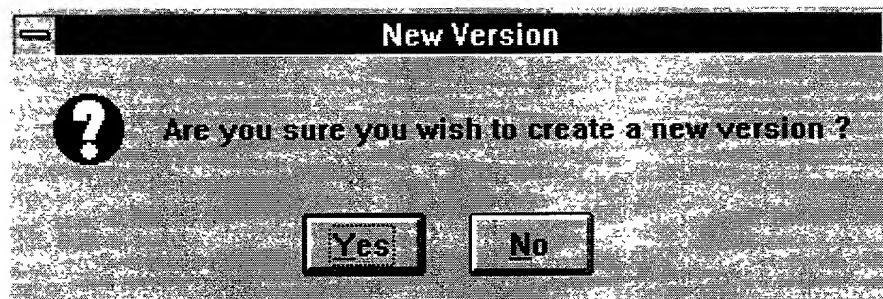 New Version
Are you sure you wish to create a new version ?
Yes
No